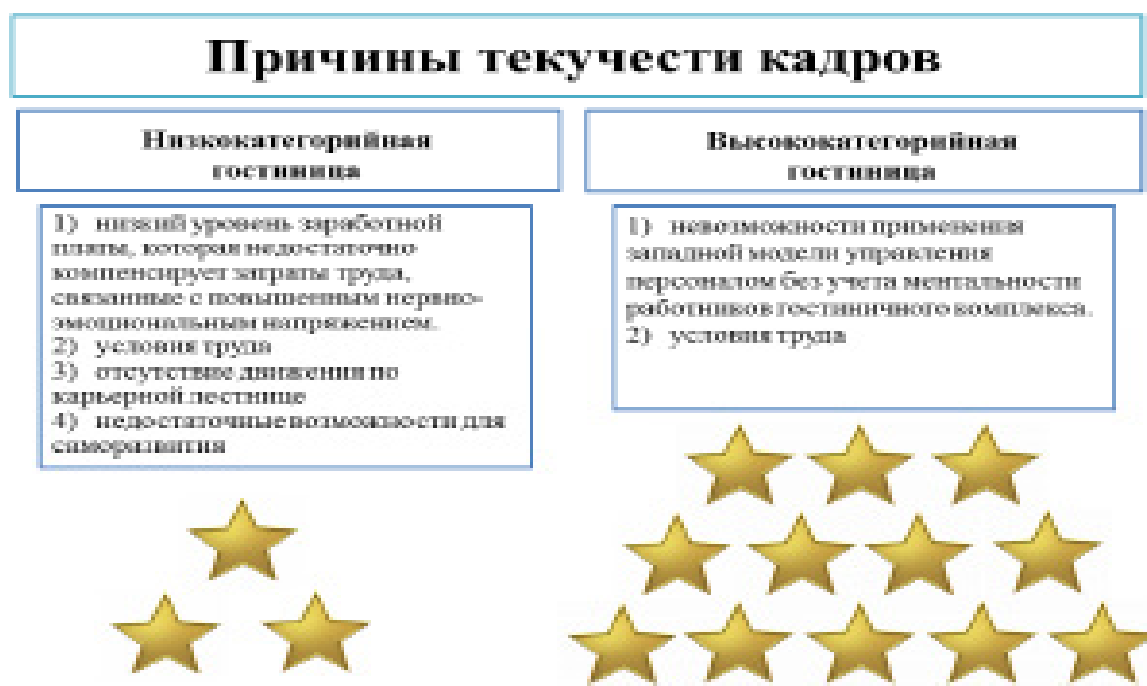 Причины текучести кадров
Низкокатегорийная
гостиница
1) низкий уровень заработной
платы, которая недостаточно
компенсирует затраты труда,
связанные с повышенным нервно-
эмоциональным напряжением.
2) условия труда
3) отсутствие движения по
карьерной лестнице
4) недостаточные возможности для
саморазвития
Высококатегорийная
гостиница
1) невозможности применения
западной модели управления
персоналом без учета ментальности
работников гостиничного комплекса.
2) условия труда